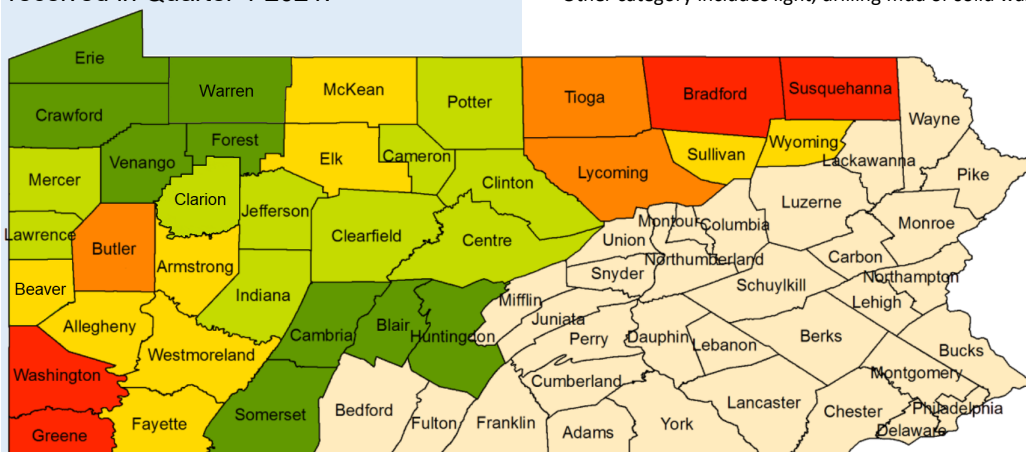 received in Quarter
Other category includes light, drilling mud or solid
Erie
Warren
McKean
Potter
Tioga
Bradford
Susquehanna
Wayne
Crawford
Forest
Venango
Elk
Cameron
Sullivan
Wyoming
Lackawanna
Pike
Mercer
Clarion
Clinton
Lycoming
Luzerne
Jefferson
Lawrence
Butler
Clearfield
Centre
Union
Montour
Columbia
Monroe
Armstrong
Northumberland
Carbon
Northampton
Snyder
Schuylkill
Beaver
Indiana
Mifflin
Lehigh
Allegheny
Cambria
Blair
Huntingdon
Juniata
Perry
Dauphin
Lebanon
Berks
Westmoreland
Bucks
Washington
Cumberland
Montgomery
Lancaster
Bedford
Somerset
Fayette
Fulton
Franklin
Adams
York
Chester
Philadelphia
Delaware
Greene